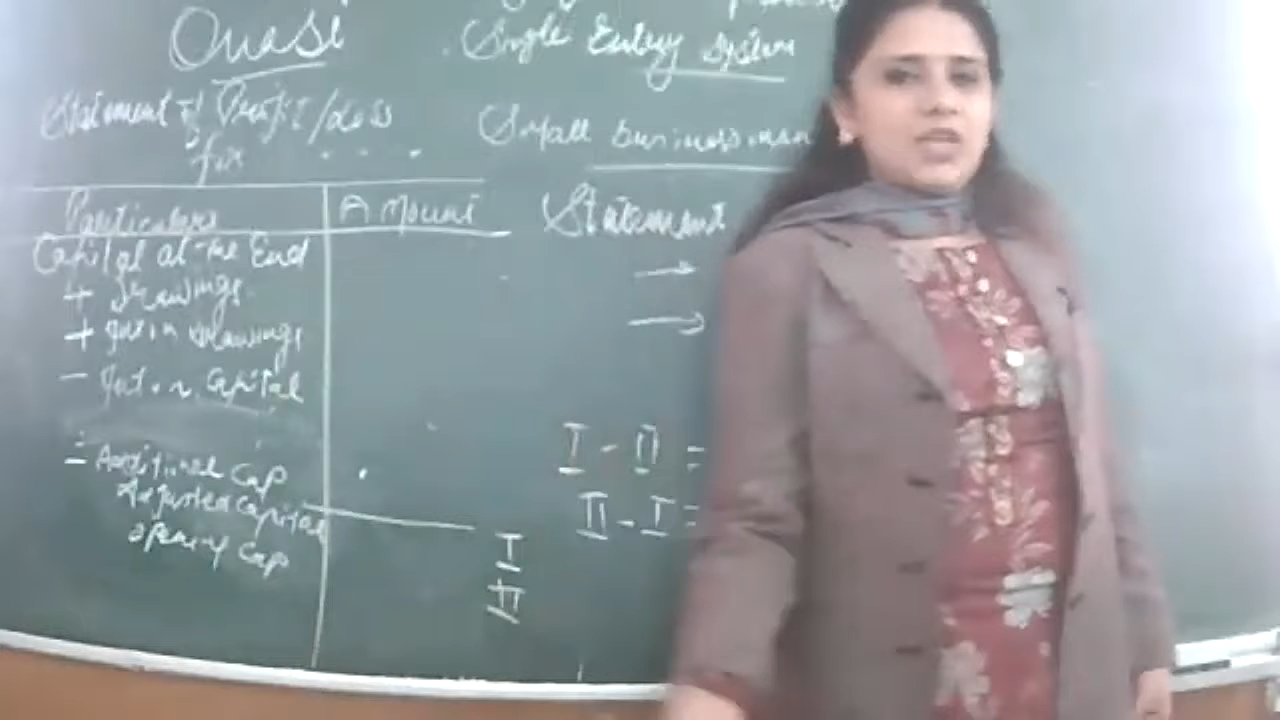 Quasi
Statement of Profit/Loss
for . . .
Particulars
Amount
Capital at the End
+ Drawings
+ Int in Drawings
- Int on Capital
- Additional Cap
Adjusted Capital
opening Cap
I
II
Single Entry System
Small businessman
Statement
→
→
I - II =
II - I =